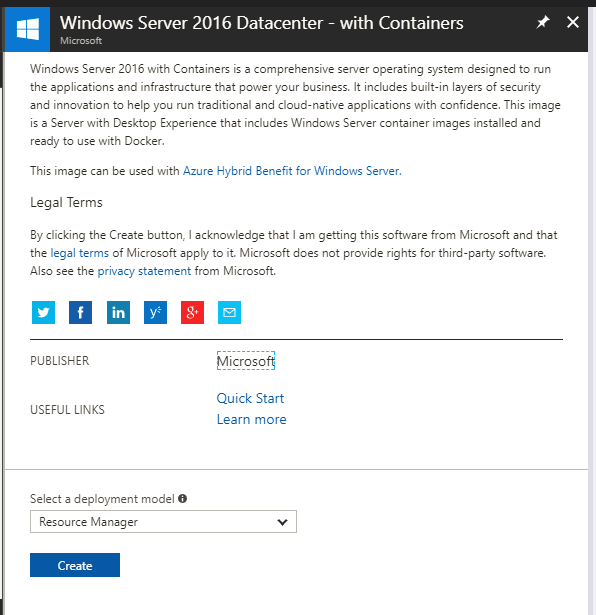 Windows Server 2016 Datacenter - with Containers
Microsoft
Windows Server 2016 with Containers is a comprehensive server operating system designed to run
the applications and infrastructure that power your business. It includes built-in layers of security
and innovation to help you run traditional and cloud-native applications with confidence. This image
is a Server with Desktop Experience that includes Windows Server container images installed and
ready to use with Docker.
This image can be used with Azure Hybrid Benefit for Windows Server.
Legal Terms
By clicking the Create button, I acknowledge that I am getting this software from Microsoft and that
the legal terms of Microsoft apply to it. Microsoft does not provide rights for third-party software.
Also see the privacy statement from Microsoft.
f in y 8+
PUBLISHER Microsoft
USEFUL LINKS
Quick Start
Learn more
Select a deployment model
Resource Manager
Create